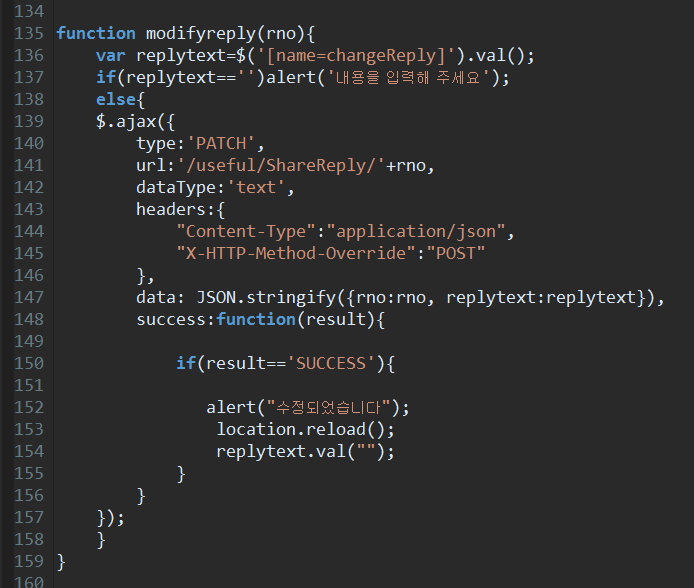 134
135 function modifyreply(rno){
136     var replytext=$('[name=changeReply]').val();
137     if(replytext=='')alert('내용을 입력해 주세요');
138     else{
139     $.ajax({
140         type:'PATCH',
141         url:'/useful/ShareReply/'+rno,
142         dataType:'text',
143         headers:{
144             "Content-Type":"application/json",
145             "X-HTTP-Method-Override":"POST"
146         },
147         data: JSON.stringify({rno:rno, replytext:replytext}),
148         success:function(result){
149
150             if(result=='SUCCESS'){
151
152                alert("수정되었습니다");
153                 location.reload();
154                 replytext.val("");
155             }
156         }
157     });
158     }
159 }
160